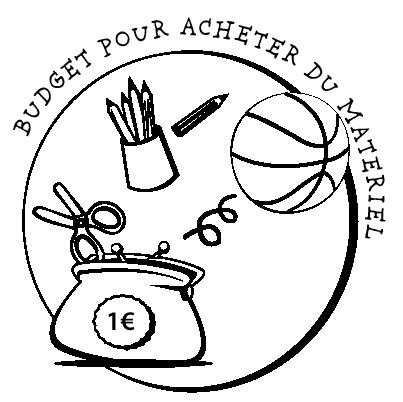 BUDGET POUR ACHETER DU MATERIEL
1€